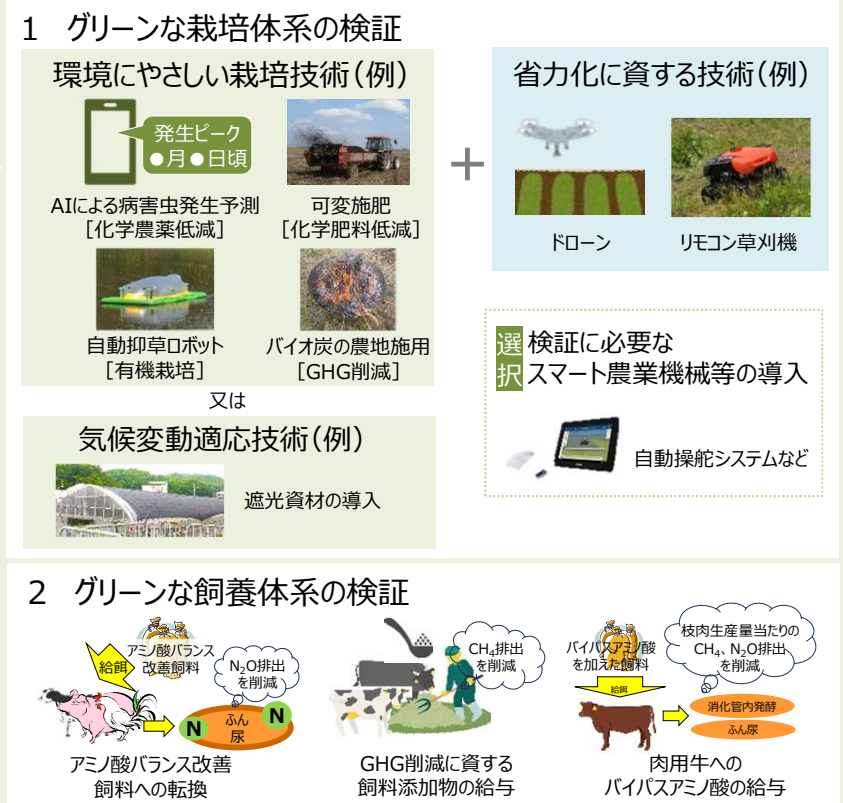 1 グリーンな栽培体系の検証
環境にやさしい栽培技術（例）
発生ピーク
●月●日頃
AIによる病害虫発生予測
［化学農薬低減］
可変施肥
［化学肥料低減］
自動抑草ロボット
［有機栽培］
バイオ炭の農地施用
［GHG削減］
又は
気候変動適応技術（例）
遮光資材の導入
＋
省力化に資する技術（例）
ドローン
リモコン草刈機
選択
検証に必要な
スマート農業機械等の導入
自動操舵システムなど
2 グリーンな飼養体系の検証
アミノ酸バランス
改善飼料
給餌
N₂O排出
を削減
N
ふん
尿
N
アミノ酸バランス改善
飼料への転換
CH₄排出
を削減
GHG削減に資する
飼料添加物の給与
バイパスアミノ酸
を加えた飼料
給餌
枝肉生産量当たりの
CH₄、N₂O排出
を削減
消化管内発酵
ふん尿
肉用牛への
バイパスアミノ酸の給与